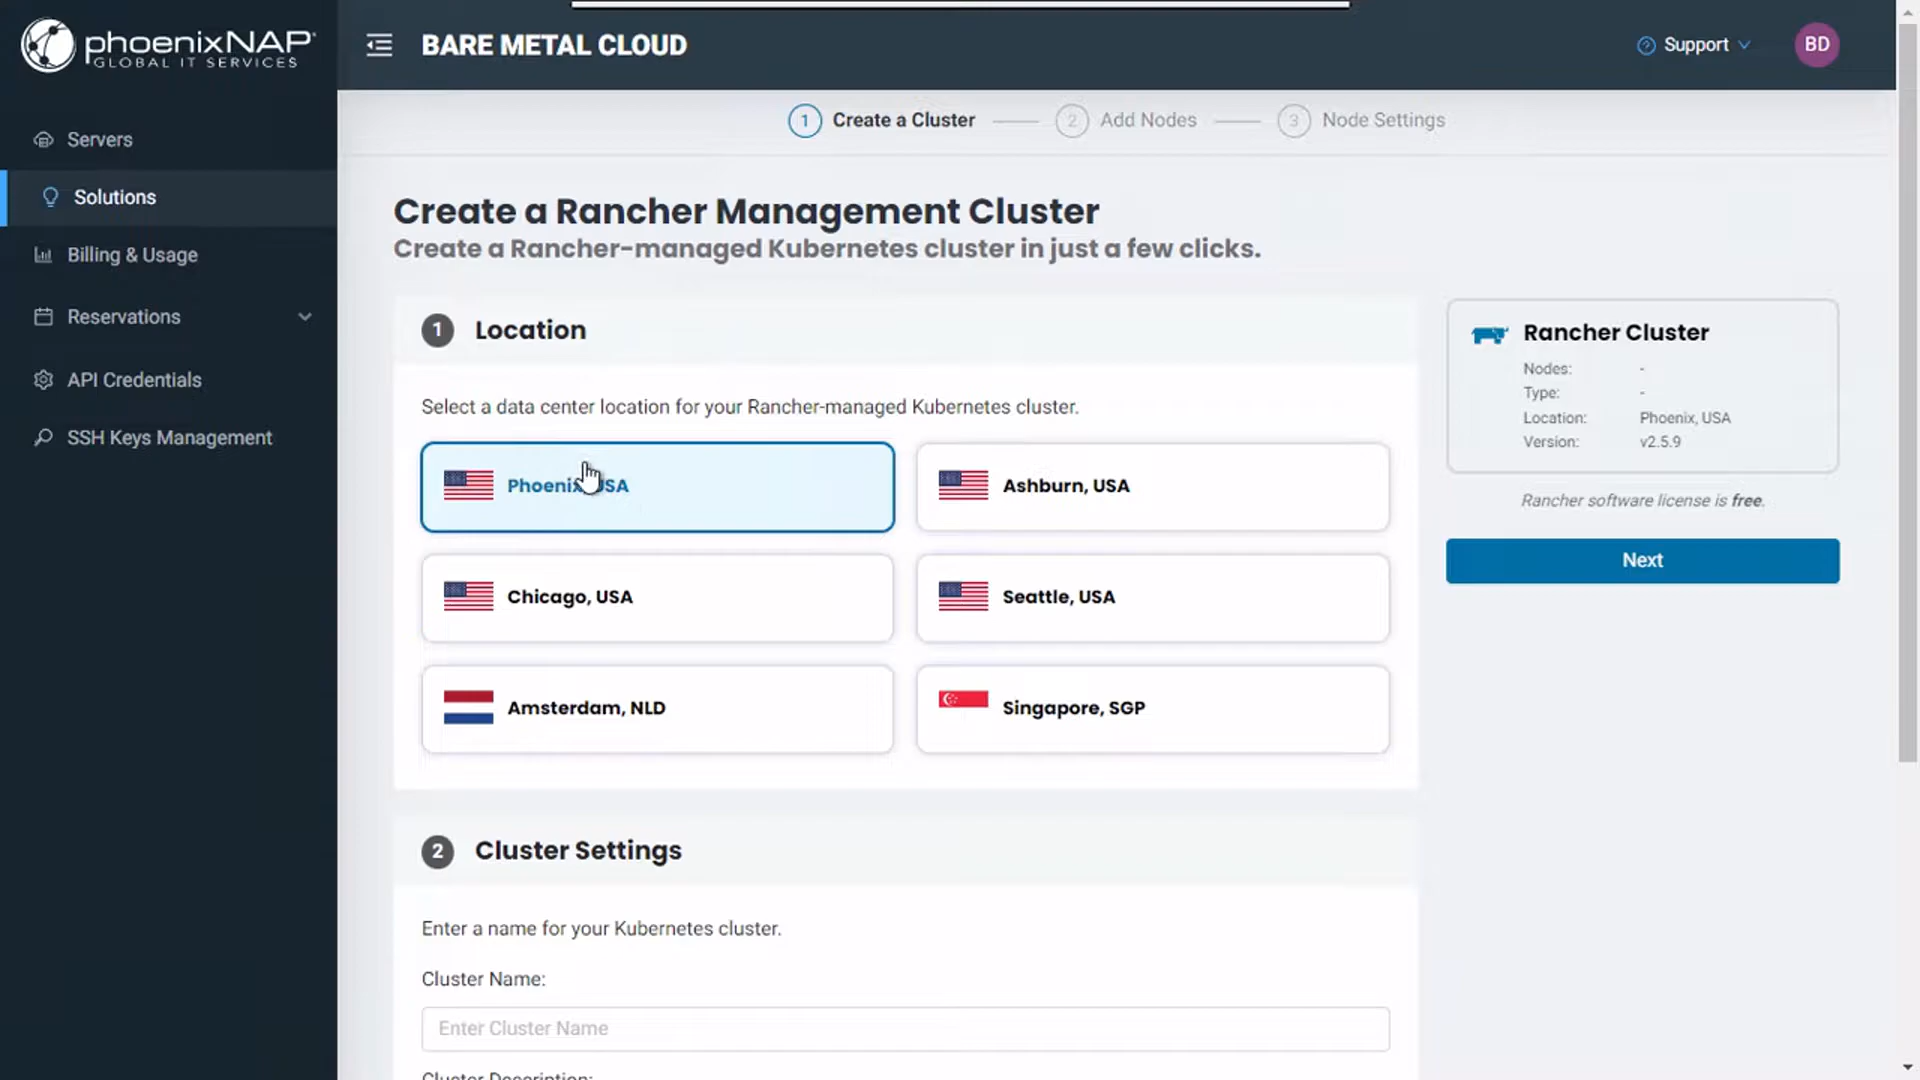 phoenixNAP
GLOBAL IT SERVICES
BARE METAL CLOUD
Support
BD
Servers
Solutions
Billing & Usage
Reservations
API Credentials
SSH Keys Management
1 Create a Cluster
2 Add Nodes
3 Node Settings
Create a Rancher Management Cluster
Create a Rancher-managed Kubernetes cluster in just a few clicks.
1 Location
Select a data center location for your Rancher-managed Kubernetes cluster.
Phoenix, USA
Ashburn, USA
Chicago, USA
Seattle, USA
Amsterdam, NLD
Singapore, SGP
Rancher Cluster
Nodes: -
Type: -
Location: Phoenix, USA
Version: v2.5.9
Rancher software license is free.
Next
2 Cluster Settings
Enter a name for your Kubernetes cluster.
Cluster Name:
Enter Cluster Name
Cluster Description: